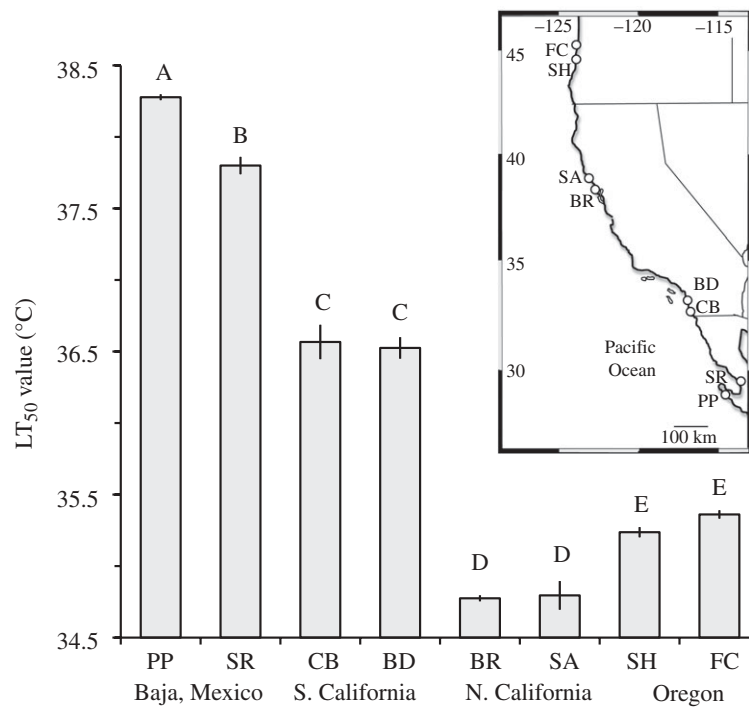 −125 −120 −115
45
40
35
30
FC
SH
SA
BR
BD
CB
SR
PP
Pacific
Ocean
100 km
LT50 value (°C)
38.5
37.5
36.5
35.5
34.5
A
B
C
C
D
D
E
E
PP SR CB BD BR SA SH FC
Baja, Mexico S. California N. California Oregon